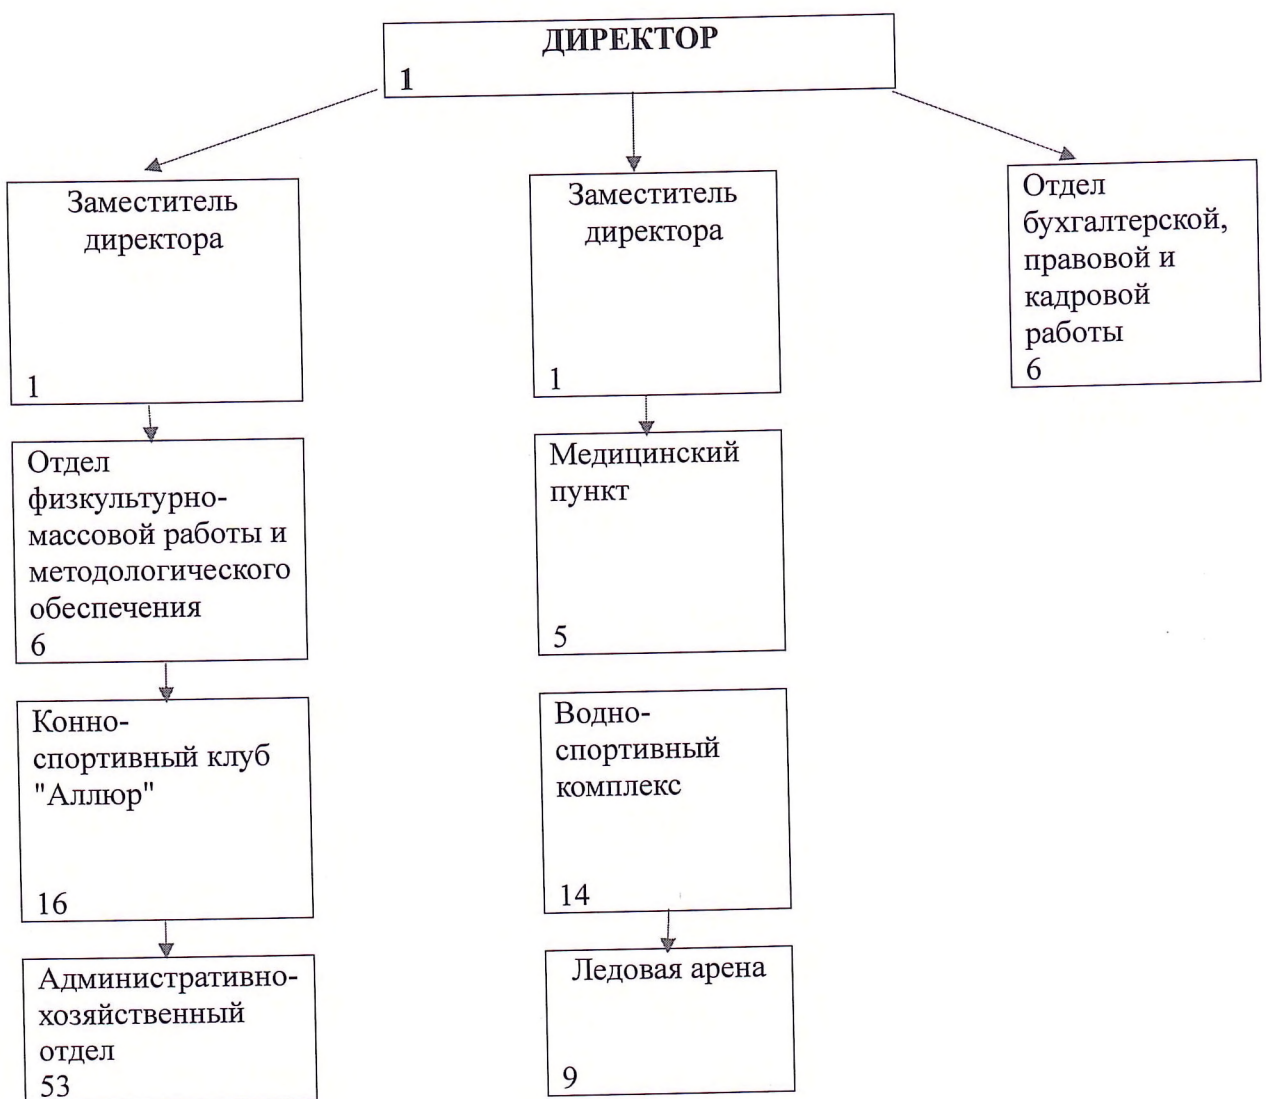 ДИРЕКТОР
1
Заместитель
директора
1
Заместитель
директора
1
Отдел
бухгалтерской,
правовой и
кадровой
работы
6
Отдел
физкультурно-
массовой работы и
методологического
обеспечения
6
Медицинский
пункт
5
Конно-
спортивный клуб
"Аллюр"
16
Водно-
спортивный
комплекс
14
Административно-
хозяйственный
отдел
53
Ледовая арена
9